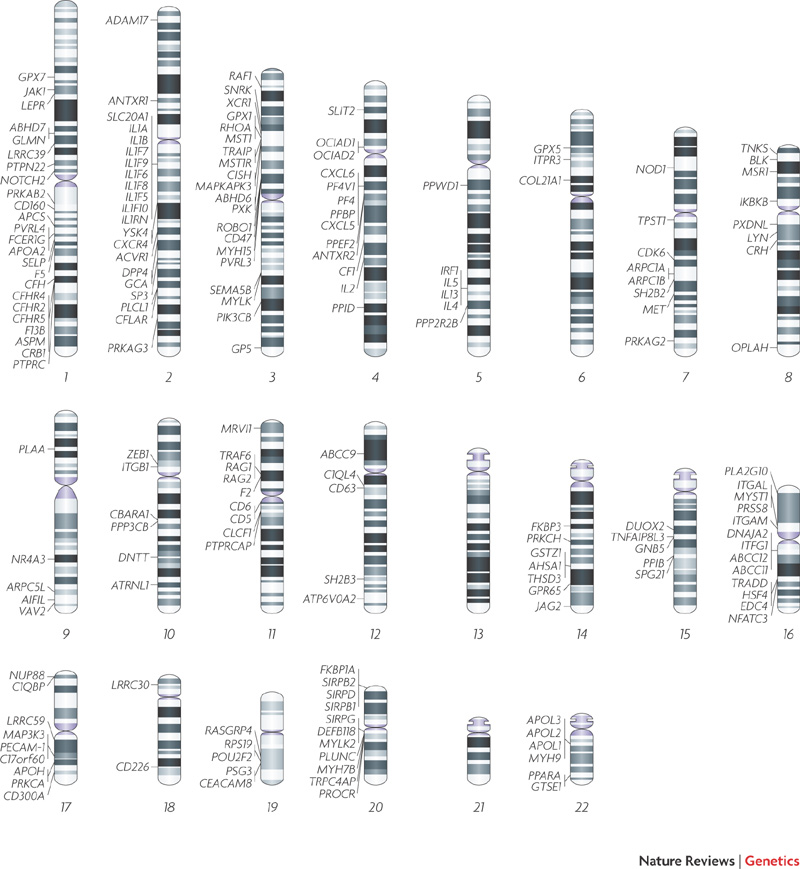 GPX7
JAK1
LEPR
ABHD7
GLMN
LRRC39
PTPN22
NOTCH2
PRKAB2
CD160
APCS
PVRL4
FCER1G
APOA2
SELP
F5
CFH
CFHR4
CFHR2
CFHR5
F13B
ASPM
CRB1
PTPRC
1
ADAM17
ANTXR1
SLC20A1
IL1A
IL1B
IL1F7
IL1F9
IL1F6
IL1F8
IL1F5
IL1F10
IL1RN
YSK4
CXCR4
ACVR1
DPP4
GCA
SP3
PLCL1
CFLAR
PRKAG3
2
RAF1
SNRK
XCR1
GPX1
RHOA
MST1
TRAIP
MST1R
CISH
MAPKAPK3
ABHD6
PXK
ROBO1
CD47
MYH15
PVRL3
SEMA5B
MYLK
PIK3CB
GP5
3
SLIT2
OCIAD1
OCIAD2
CXCL6
PF4V1
PF4
PPBP
CXCL5
PPEF2
ANTXR2
CF1
IL2
PPID
4
PPWD1
IRF1
IL5
IL13
IL4
PPP2R2B
5
GPX5
ITPR3
COL21A1
6
NOD1
TPST1
CDK6
ARPC1A
ARPC1B
SH2B2
MET
PRKAG2
7
TNKS
BLK
MSR1
IKBKB
PXDNL
LYN
CRH
OPLAH
8
PLAA
NR4A3
ARPC5L
AIFIL
VAV2
9
ZEB1
ITGB1
CBARA1
PPP3CB
DNTT
ATRNL1
10
MRVI1
TRAF6
RAG1
RAG2
F2
CD6
CD5
CLCF1
PTPRCAP
11
ABCC9
C1QL4
CD63
SH2B3
ATP6V0A2
12
13
FKBP3
PRKCH
GSTZ1
AHSA1
THSD3
GPR65
JAG2
14
DUOX2
TNFAIP8L3
GNB5
PPIB
SPG21
15
PLA2G10
ITGAL
MYST1
PRSS8
ITGAM
DNAJA2
ITFG1
ABCC12
ABCC11
TRADD
HSF4
EDC4
NFATC3
16
NUP88
C1QBP
LRRC59
MAP3K3
PECAM-1
C17orf60
APOH
PRKCA
CD300A
17
LRRC30
CD226
18
RASGRP4
RPS19
POU2F2
PSG3
CEACAM8
19
FKBP1A
SIRPB2
SIRPD
SIRPB1
SIRPG
DEFB118
MYLK2
PLUNC
MYH7B
TRPC4AP
PROCR
20
21
APOL3
APOL2
APOL1
MYH9
PPARA
GTSE1
22
Nature Reviews | Genetics